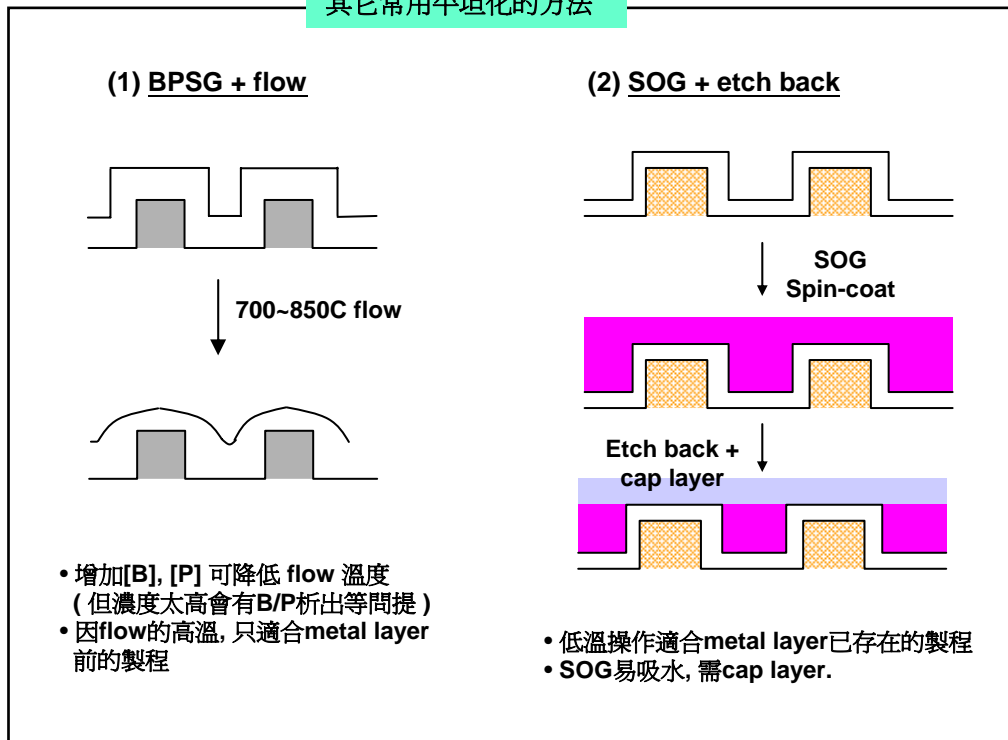 其它常用平坦化的方法
(1) BPSG + flow
700~850C flow
• 增加[B], [P] 可降低 flow 溫度
( 但濃度太高會有B/P析出等問提 )
• 因flow的高溫, 只適合metal layer
前的製程
(2) SOG + etch back
SOG
Spin-coat
Etch back +
cap layer
• 低溫操作適合metal layer已存在的製程
• SOG易吸水, 需cap layer.